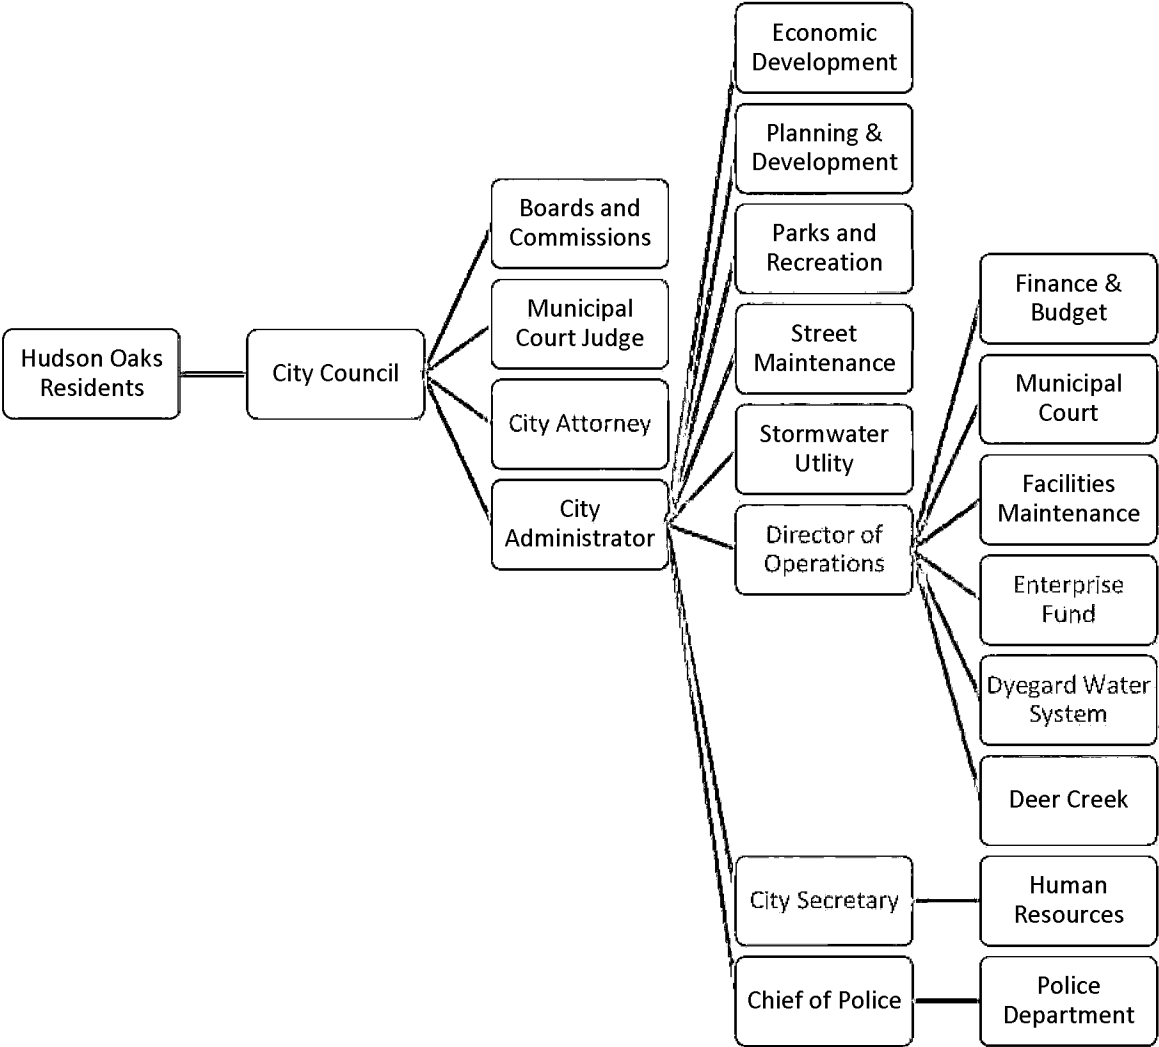 Hudson Oaks
Residents
City Council
Boards and
Commissions
Municipal
Court Judge
City Attorney
City
Administrator
Economic
Development
Planning &
Development
Parks and
Recreation
Street
Maintenance
Stormwater
Utlity
Director of
Operations
Finance &
Budget
Municipal
Court
Facilities
Maintenance
Enterprise
Fund
Dyegard Water
System
Deer Creek
City Secretary
Human
Resources
Chief of Police
Police
Department